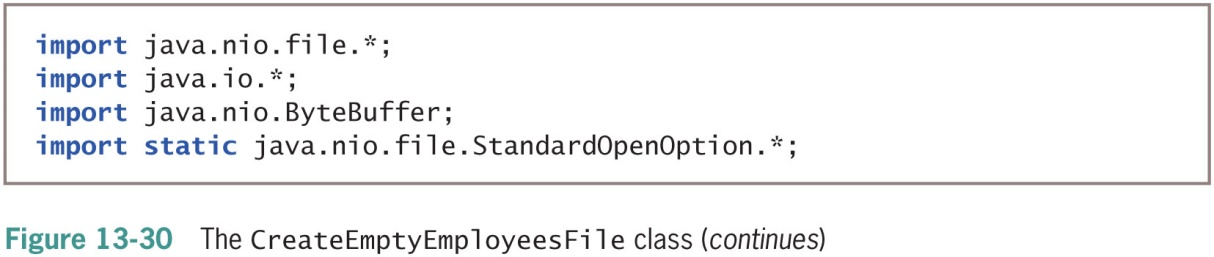 import java.nio.file.*;
import java.io.*;
import java.nio.ByteBuffer;
import static java.nio.file.StandardOpenOption.*;
Figure 13-30 The CreateEmptyEmployeesFile class (continues)